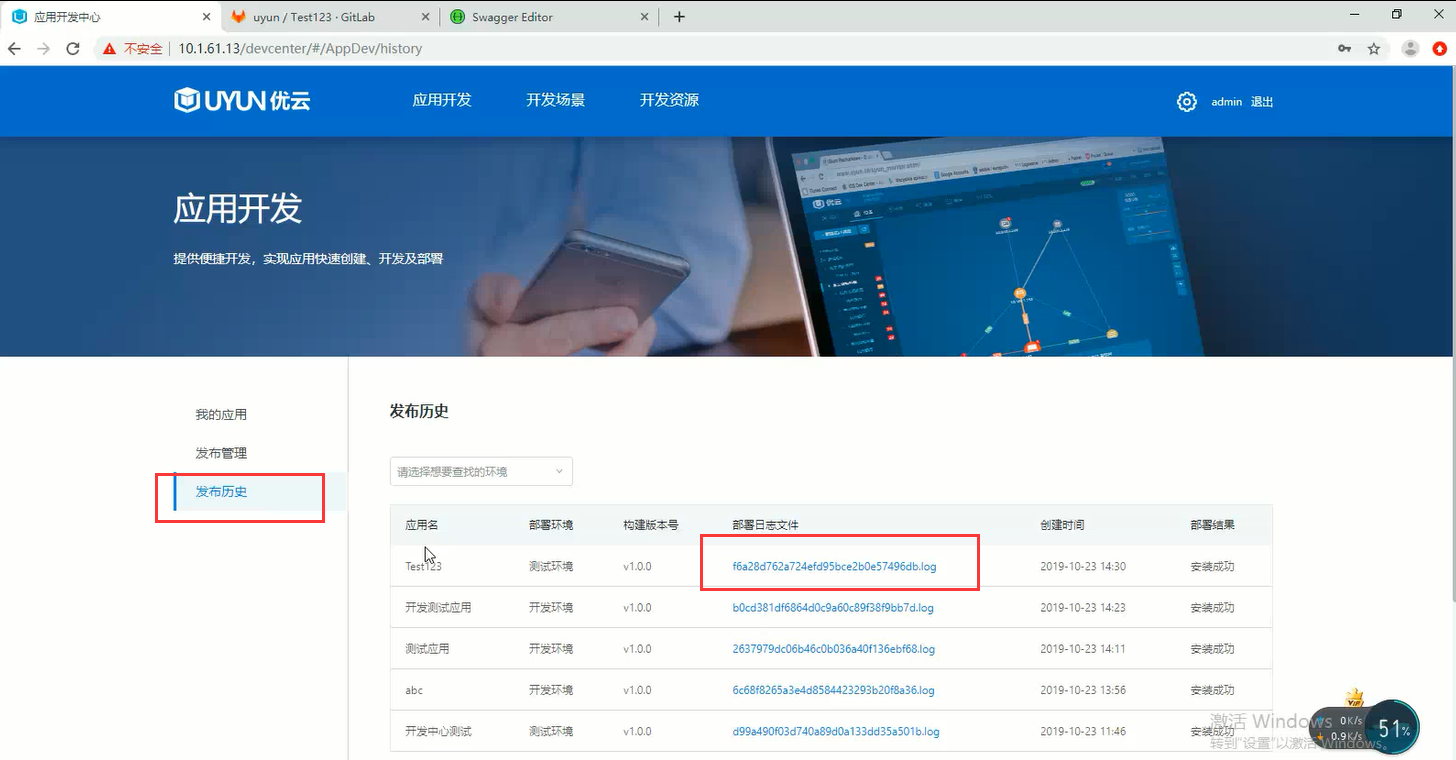 应用开发中心
uyun / Test123 · GitLab
Swagger Editor
不安全
10.1.61.13/devcenter/#/AppDev/history
UYUN优云
应用开发
开发场景
开发资源
admin
退出
应用开发
提供便捷开发，实现应用快速创建、开发及部署
我的应用
发布管理
发布历史
发布历史
请选择想要查找的环境
应用名 部署环境 构建版本号 部署日志文件 创建时间 部署结果
Test123 测试环境 v1.0.0 f6a28d762a724efd95bce2b0e57496db.log 2019-10-23 14:30 安装成功
开发测试应用 开发环境 v1.0.0 b0cd381df6864d0c9a60c89f38f9bb7d.log 2019-10-23 14:23 安装成功
测试应用 开发环境 v1.0.0 2637979dc06b46c0b036a40f136ebf68.log 2019-10-23 14:11 安装成功
abc 开发环境 v1.0.0 6c68f8265a3e4d8584423293b20f8a36.log 2019-10-23 13:56 安装成功
开发中心测试 测试环境 v1.0.0 d99a490f03d740a89d0a133dd35a501b.log 2019-10-23 11:46 安装成功
激活 Windows
转到"设置"以激活 Windows。
VIP
0K/s
0.9K/s
51%